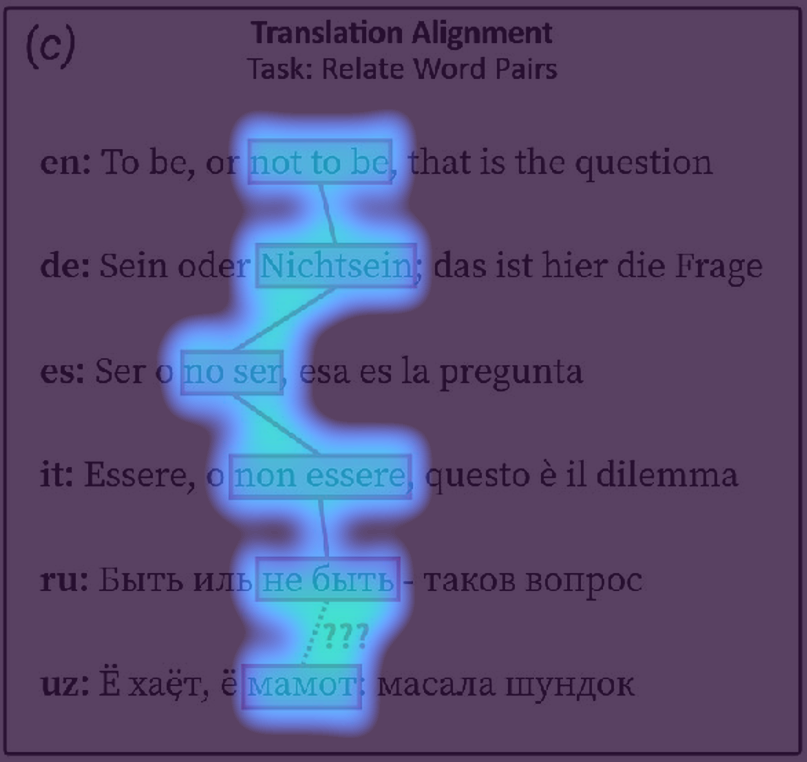 (c)
Translation Alignment
Task: Relate Word Pairs
en: To be, or not to be, that is the question
de: Sein oder Nichtsein; das ist hier die Frage
es: Ser o no ser, esa es la pregunta
it: Essere, o non essere, questo è il dilemma
ru: Быть иль не быть - таков вопрос
???
uz: Ё хаёт, ё мамот: масала шундок